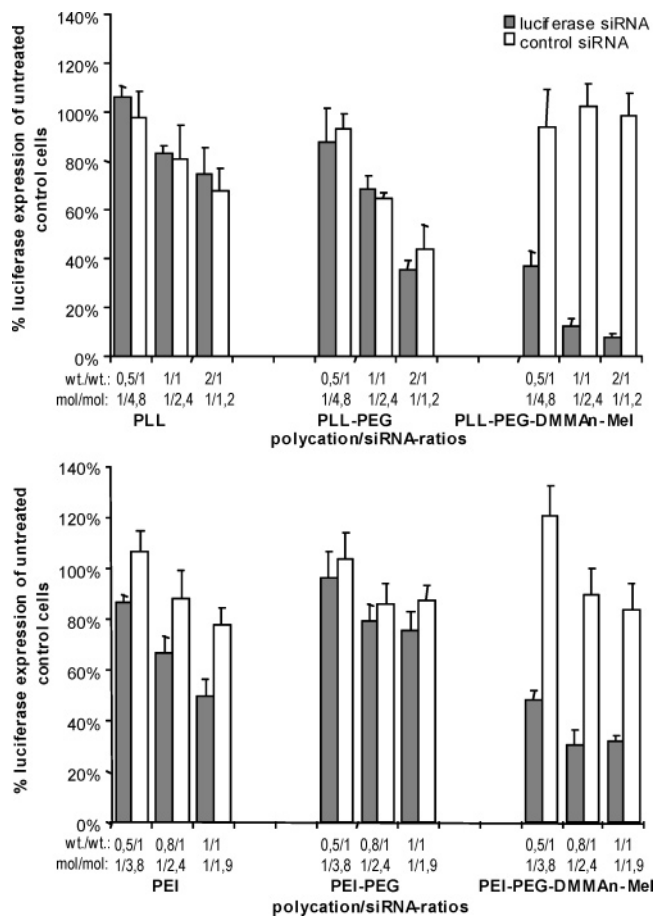 luciferase siRNA
control siRNA
% luciferase expression of untreated
control cells
140%
120%
100%
80%
60%
40%
20%
0%
wt./wt.: 0,5/1 1/1 2/1 0,5/1 1/1 2/1 0,5/1 1/1 2/1
mol/mol: 1/4,8 1/2,4 1/1,2 1/4,8 1/2,4 1/1,2 1/4,8 1/2,4 1/1,2
PLL PLL-PEG PLL-PEG-DMMAn-Mel
polycation/siRNA-ratios
% luciferase expression of untreated
control cells
140%
120%
100%
80%
60%
40%
20%
0%
wt./wt.: 0,5/1 0,8/1 1/1 0,5/1 0,8/1 1/1 0,5/1 0,8/1 1/1
mol/mol: 1/3,8 1/2,4 1/1,9 1/3,8 1/2,4 1/1,9 1/3,8 1/2,4 1/1,9
PEI PEI-PEG PEI-PEG-DMMAn-Mel
polycation/siRNA-ratios